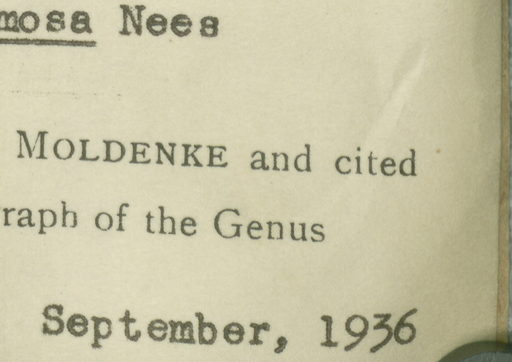 mosa Nees
MOLDENKE and cited
raph of the Genus
September, 1936